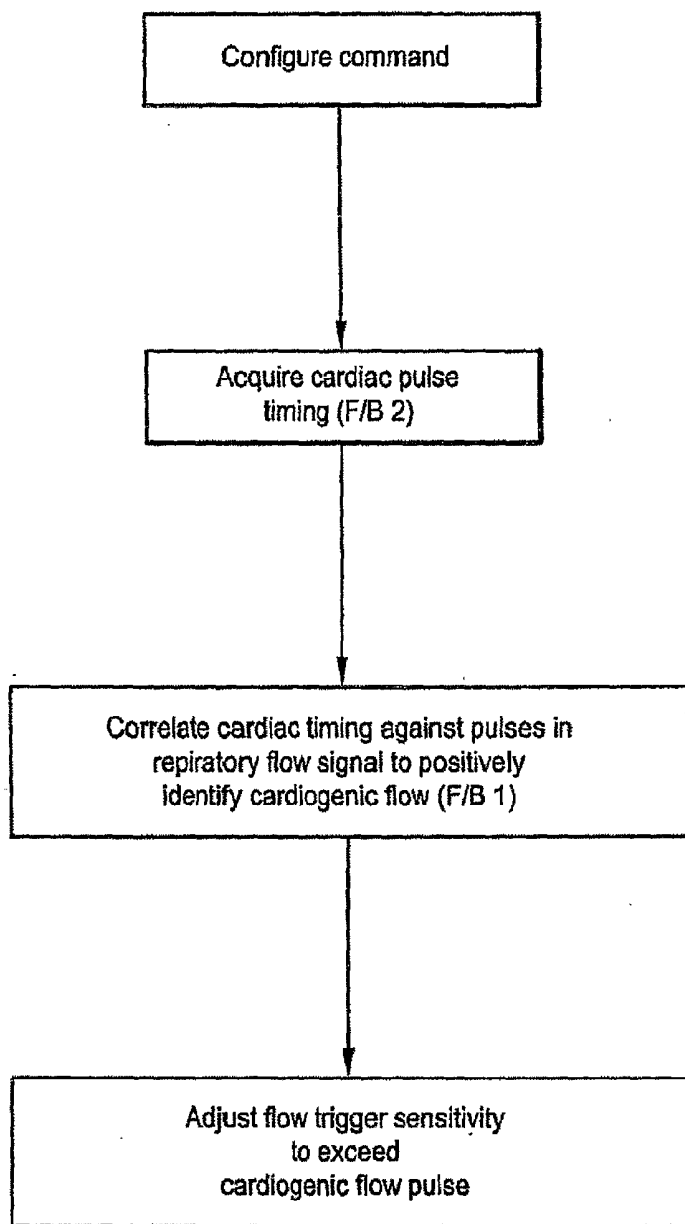 Configure command
Acquire cardiac pulse
timing (F/B 2)
Correlate cardiac timing against pulses in
repiratory flow signal to positively
identify cardiogenic flow (F/B 1)
Adjust flow trigger sensitivity
to exceed
cardiogenic flow pulse